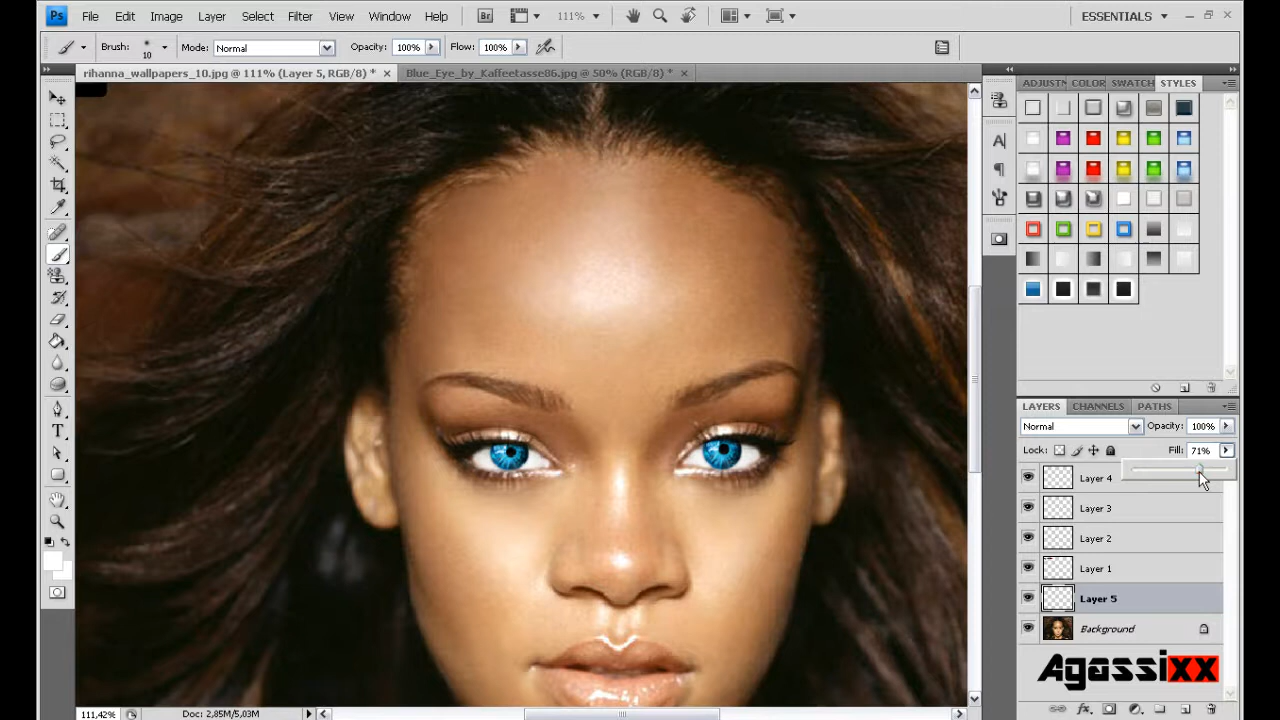 Ps File Edit Image Layer Select Filter View Window Help Br 111% ESSENTIALS
Brush: 10 Mode: Normal Opacity: 100% Flow: 100%
rihanna_wallpapers_10.jpg @ 111% (Layer 5, RGB/8) * Blue_Eye_by_Kaffeetasse86.jpg @ 50% (RGB/8) *
ADJUSTM COLOR SWATCH STYLES
LAYERS CHANNELS PATHS
Normal Opacity: 100%
Lock: Fill: 71%
Layer 4
Layer 3
Layer 2
Layer 1
Layer 5
Background
Agassixx
111,42% Doc: 2,85M/5,03M